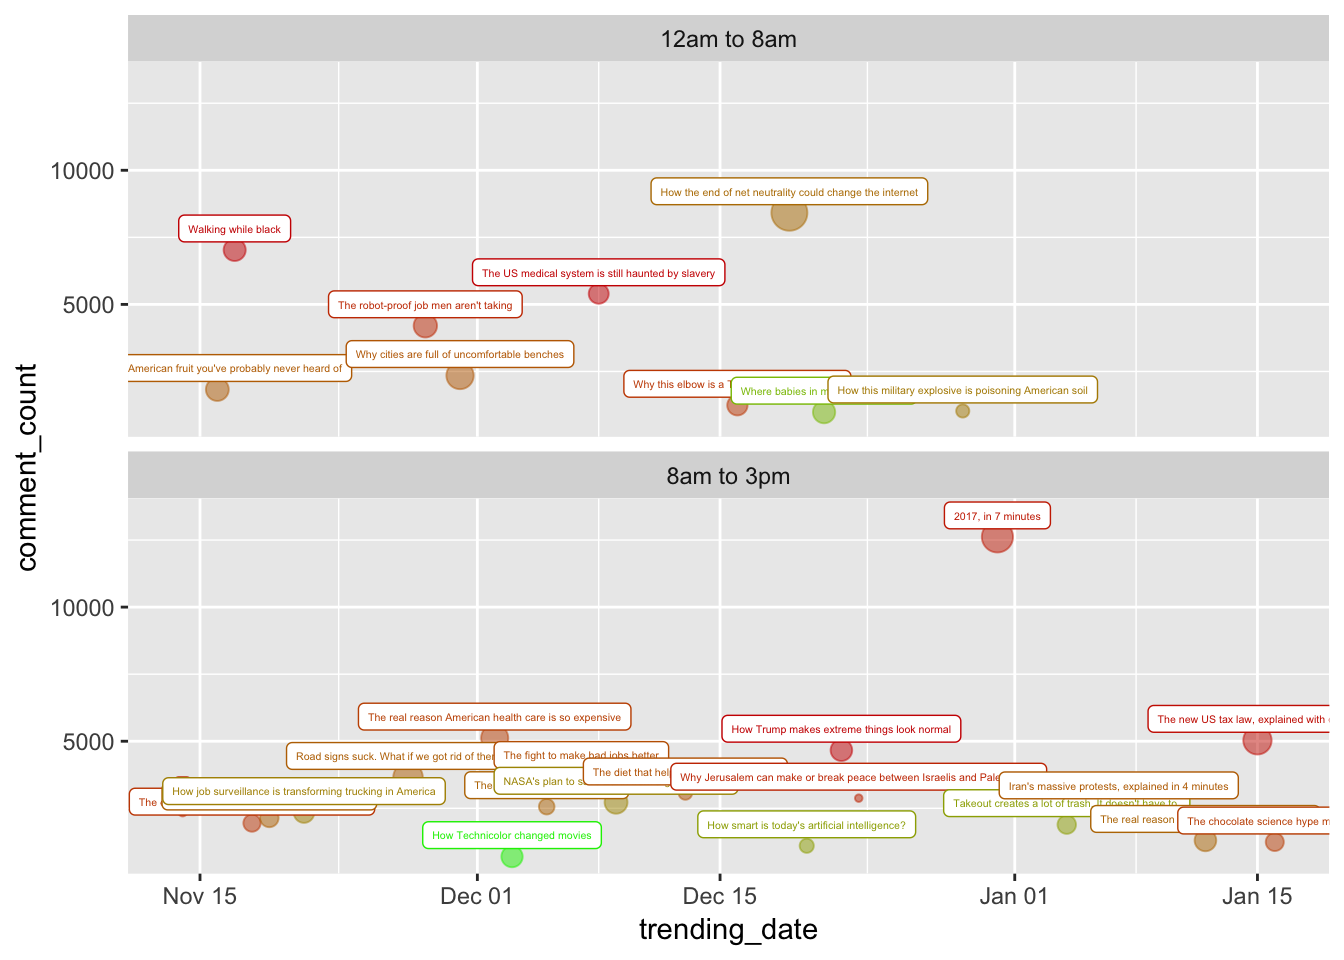 12am to 8am
How the end of net neutrality could change the internet
Walking while black
The US medical system is still haunted by slavery
The robot-proof job men aren't taking
Why cities are full of uncomfortable benches
American fruit you've probably never heard of
Why this elbow is a
Where babies in
How this military explosive is poisoning American soil
10000
5000
comment_count
8am to 3pm
2017, in 7 minutes
The real reason American health care is so expensive
The new US tax law, explained with
How Trump makes extreme things look normal
Road signs suck. What if we got rid of
The fight to make bad jobs better
The diet that
Why Jerusalem can make or break peace between Israelis and
The
NASA's plan to
Iran's massive protests, explained in 4 minutes
How job surveillance is transforming trucking in America
The
Takeout creates a lot of trash. It doesn't have to.
The real reason
The chocolate science hype
How smart is today's artificial intelligence?
How Technicolor changed movies
10000
5000
Nov 15
Dec 01
Dec 15
Jan 01
Jan 15
trending_date